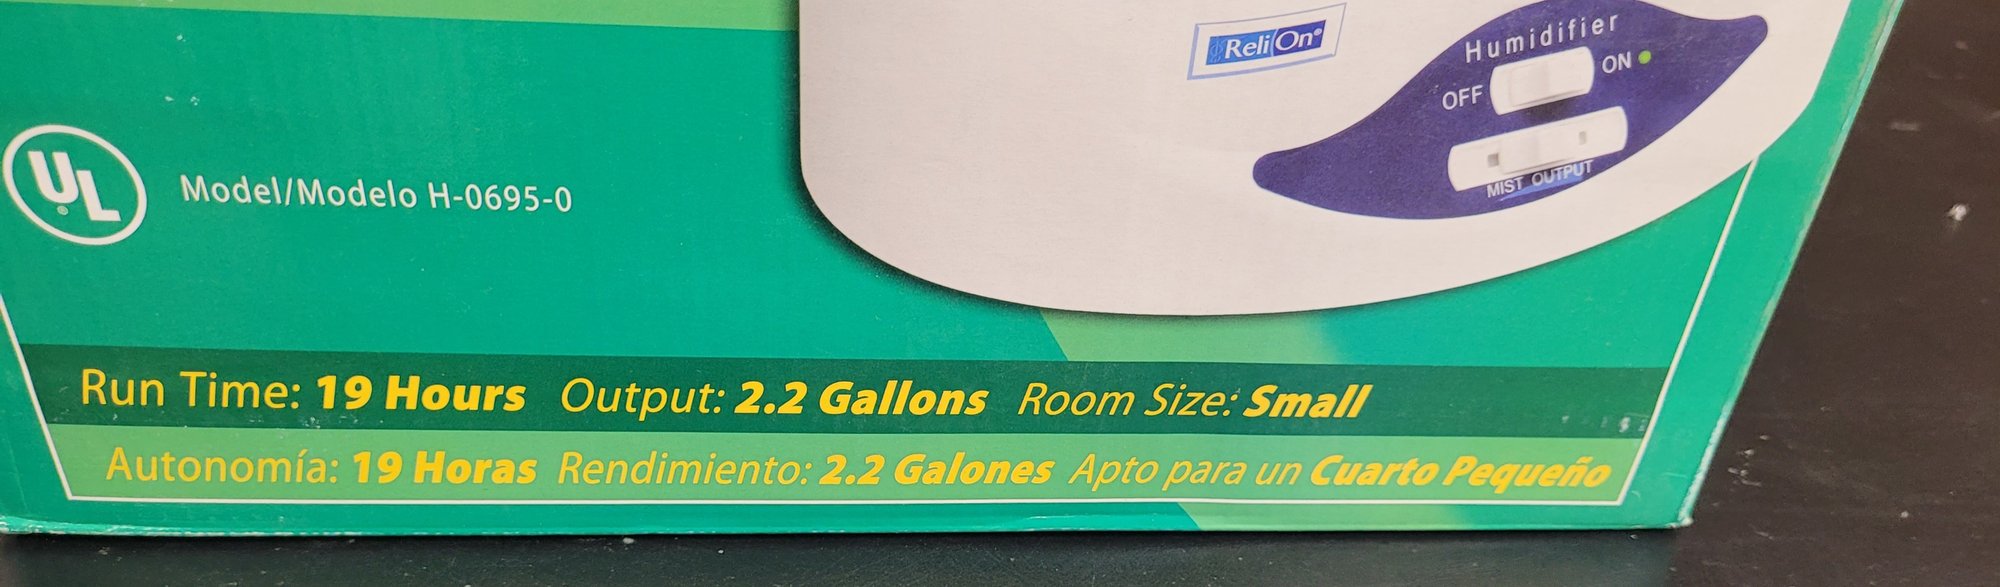 ReliOn®
Humidifier
OFF ON
MIST OUTPUT
UL
Model/Modelo H-0695-0
Run Time: 19 Hours Output: 2.2 Gallons Room Size: Small
Autonomía: 19 Horas Rendimiento: 2.2 Galones Apto para un Cuarto Pequeño